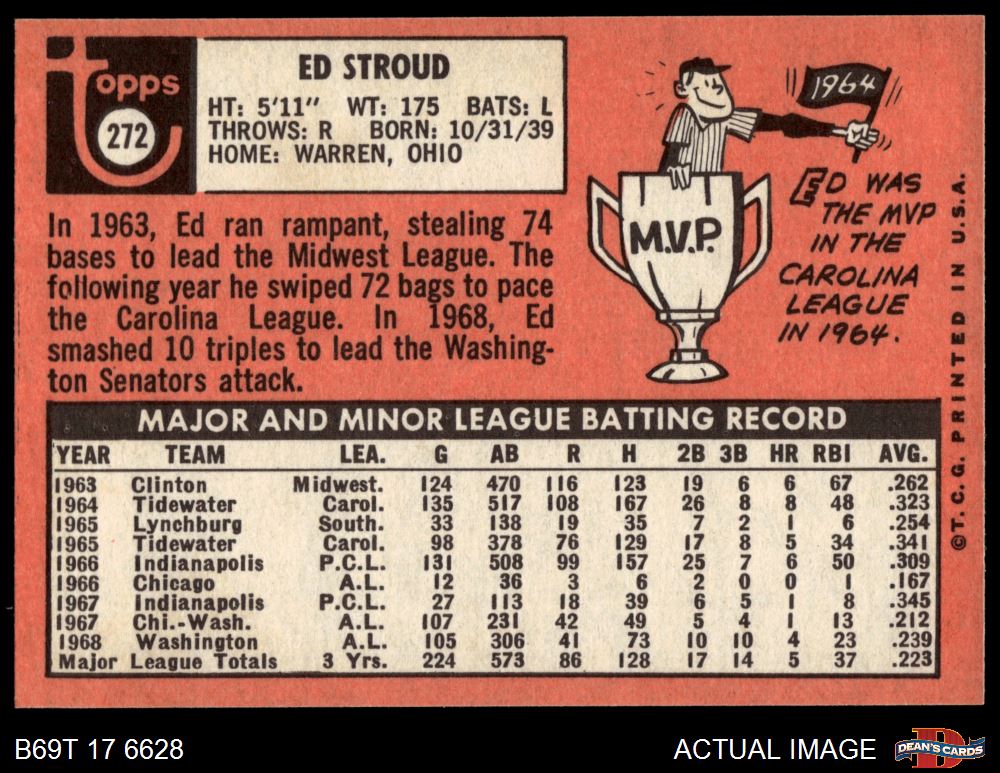 topps
272
ED STROUD
HT: 5'11" WT: 175 BATS: L
THROWS: R BORN: 10/31/39
HOME: WARREN, OHIO
In 1963, Ed ran rampant, stealing 74
bases to lead the Midwest League. The
following year he swiped 72 bags to pace
the Carolina League. In 1968, Ed
smashed 10 triples to lead the Washing-
ton Senators attack.
1964
M.V.P.
ED WAS
THE MVP
IN THE
CAROLINA
LEAGUE
IN 1964.
©T.C.G. PRINTED IN U.S.A.
MAJOR AND MINOR LEAGUE BATTING RECORD
YEAR TEAM LEA. G AB R H 2B 3B HR RBI AVG.
1963 Clinton Midwest. 124 470 116 123 19 6 6 67 .262
1964 Tidewater Carol. 135 517 108 167 26 8 8 48 .323
1965 Lynchburg South. 33 138 19 35 7 2 1 6 .254
1965 Tidewater Carol. 98 378 76 129 17 8 5 34 .341
1966 Indianapolis P.C.L. 131 508 99 157 25 7 6 50 .309
1966 Chicago A.L. 12 36 3 6 2 0 0 1 .167
1967 Indianapolis P.C.L. 27 113 18 39 6 5 1 8 .345
1967 Chi.-Wash. A.L. 107 231 42 49 5 4 1 13 .212
1968 Washington A.L. 105 306 41 73 10 10 4 23 .239
Major League Totals 3 Yrs. 224 573 86 128 17 14 5 37 .223
B69T 17 6628
ACTUAL IMAGE
DEAN'S CARDS